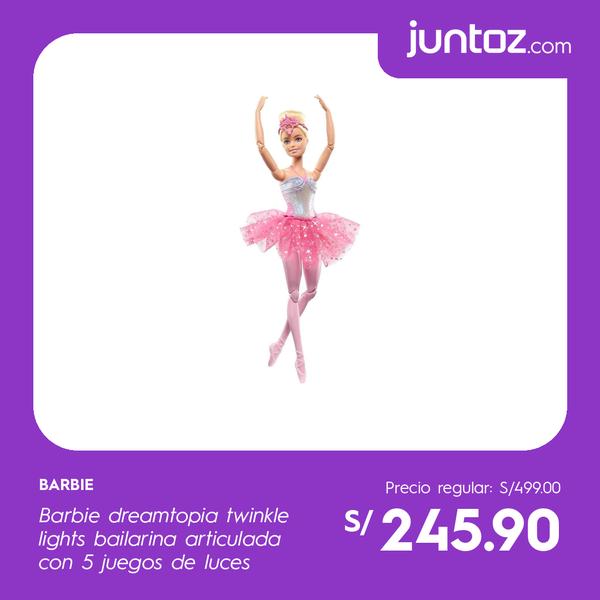 juntoz.com
BARBIE
Barbie dreamtopia twinkle
lights bailarina articulada
con 5 juegos de luces
Precio regular: S/499.00
S/245.90